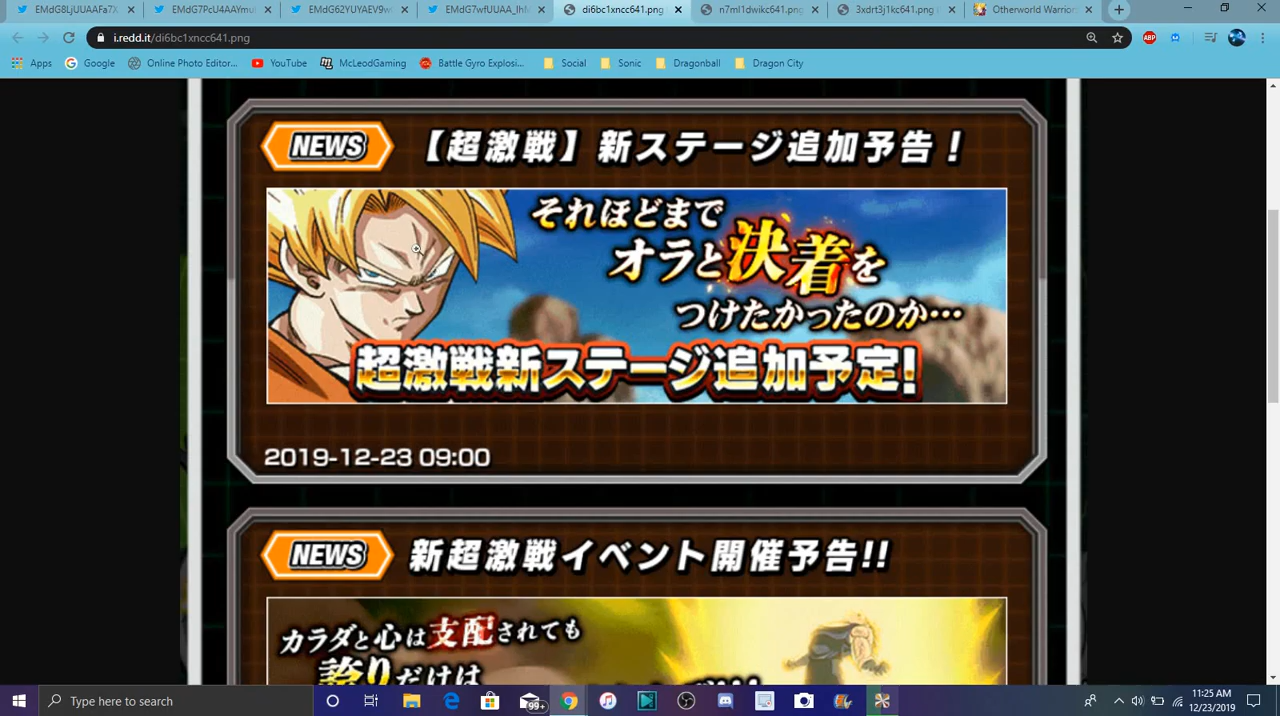 EMdG8LjUUAAFa7X
EMdG7PcU4AAYmul
EMdG62YUYAEV9w
EMdG7wfUUAA_IhM
di6bc1xncc641.png
n7ml1dwikc641.png
3xdrt3j1kc641.png
Otherworld Warrior
i.redd.it/di6bc1xncc641.png
ABP
Apps
Google
Online Photo Editor...
YouTube
McLeodGaming
Battle Gyro Explosi...
Social
Sonic
Dragonball
Dragon City
NEWS 【超激戦】新ステージ追加予告！
それほどまで
オラと決着を
つけたかったのか…
超激戦新ステージ追加予定!
2019-12-23 09:00
NEWS 新超激戦イベント開催予告!!
カラダと心は支配されても
誇りだけは
Type here to search
99+
11:25 AM
12/23/2019